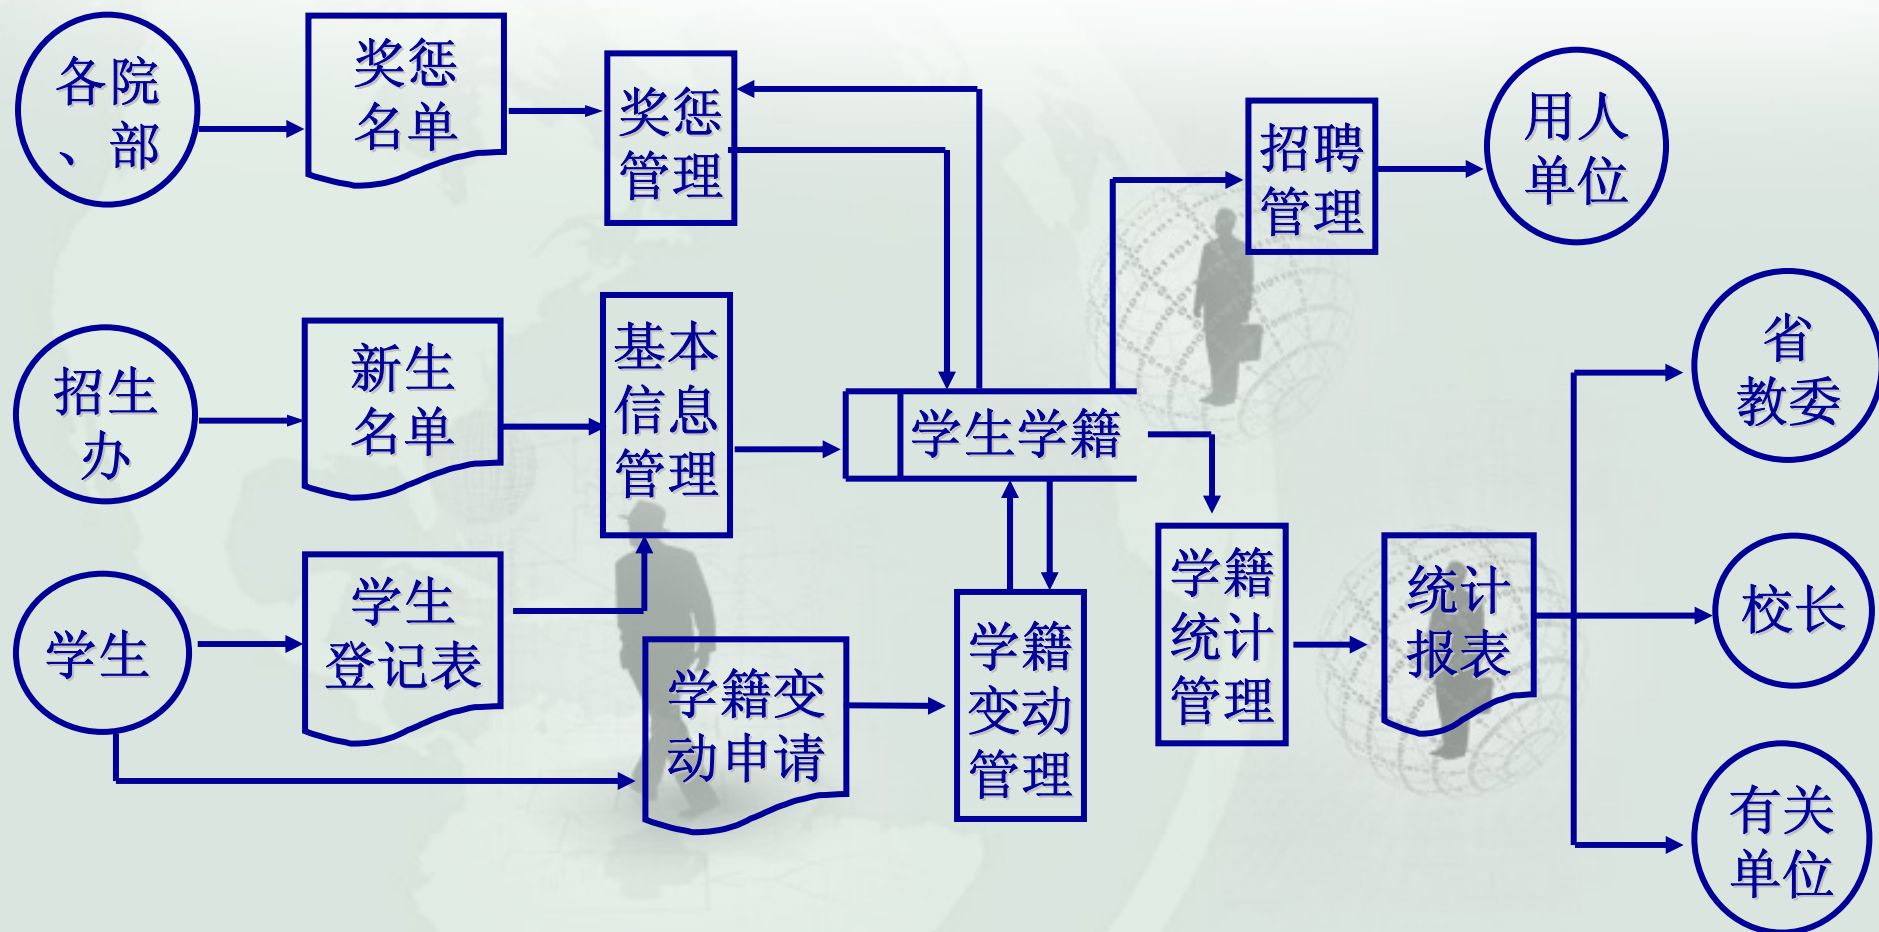 各院
、部
奖惩
名单
奖惩
管理
招聘
管理
用人
单位
招生
办
新生
名单
基本
信息
管理
学生学籍
省
教委
学生
学生
登记表
学籍变
动申请
学籍
变动
管理
学籍
统计
管理
统计
报表
校长
有关
单位